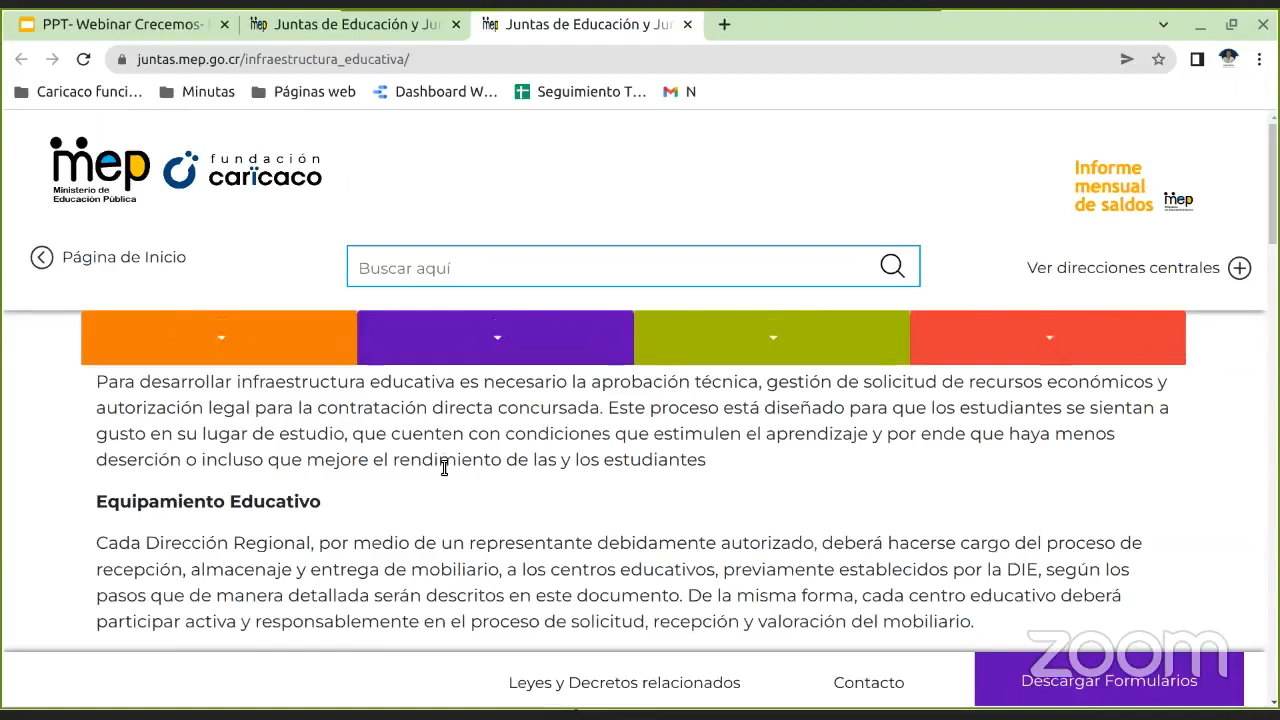 PPT- Webinar Crecemos-
mep Juntas de Educación y Ju
mep Juntas de Educación y Ju
juntas.mep.go.cr/infraestructura_educativa/
Caricaco funci...
Minutas
Páginas web
Dashboard W...
Seguimiento T...
N
mep
Ministerio de
Educación Pública
fundación
caricaco
Informe
mensual
de saldos
mep
Página de Inicio
Buscar aquí
Ver direcciones centrales
Para desarrollar infraestructura educativa es necesario la aprobación técnica, gestión de solicitud de recursos económicos y
autorización legal para la contratación directa concursada. Este proceso está diseñado para que los estudiantes se sientan a
gusto en su lugar de estudio, que cuenten con condiciones que estimulen el aprendizaje y por ende que haya menos
deserción o incluso que mejore el rendimiento de las y los estudiantes
Equipamiento Educativo
Cada Dirección Regional, por medio de un representante debidamente autorizado, deberá hacerse cargo del proceso de
recepción, almacenaje y entrega de mobiliario, a los centros educativos, previamente establecidos por la DIE, según los
pasos que de manera detallada serán descritos en este documento. De la misma forma, cada centro educativo deberá
participar activa y responsablemente en el proceso de solicitud, recepción y valoración del mobiliario.
Leyes y Decretos relacionados
Contacto
Descargar Formularios
zoom